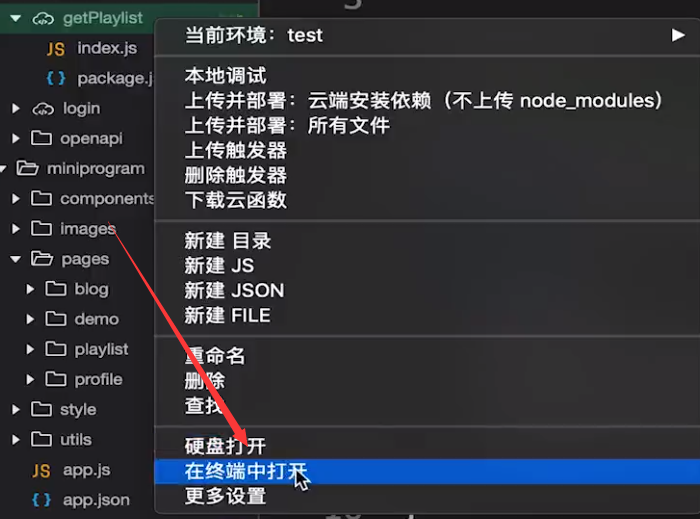 getPlaylist
JS index.js
{ } package.j
login
openapi
miniprogram
components
images
pages
blog
demo
playlist
profile
style
utils
JS app.js
{ } app.json
当前环境：test
本地调试
上传并部署：云端安装依赖（不上传 node_modules）
上传并部署：所有文件
上传触发器
删除触发器
下载云函数
新建 目录
新建 JS
新建 JSON
新建 FILE
重命名
删除
查找
硬盘打开
在终端中打开
更多设置